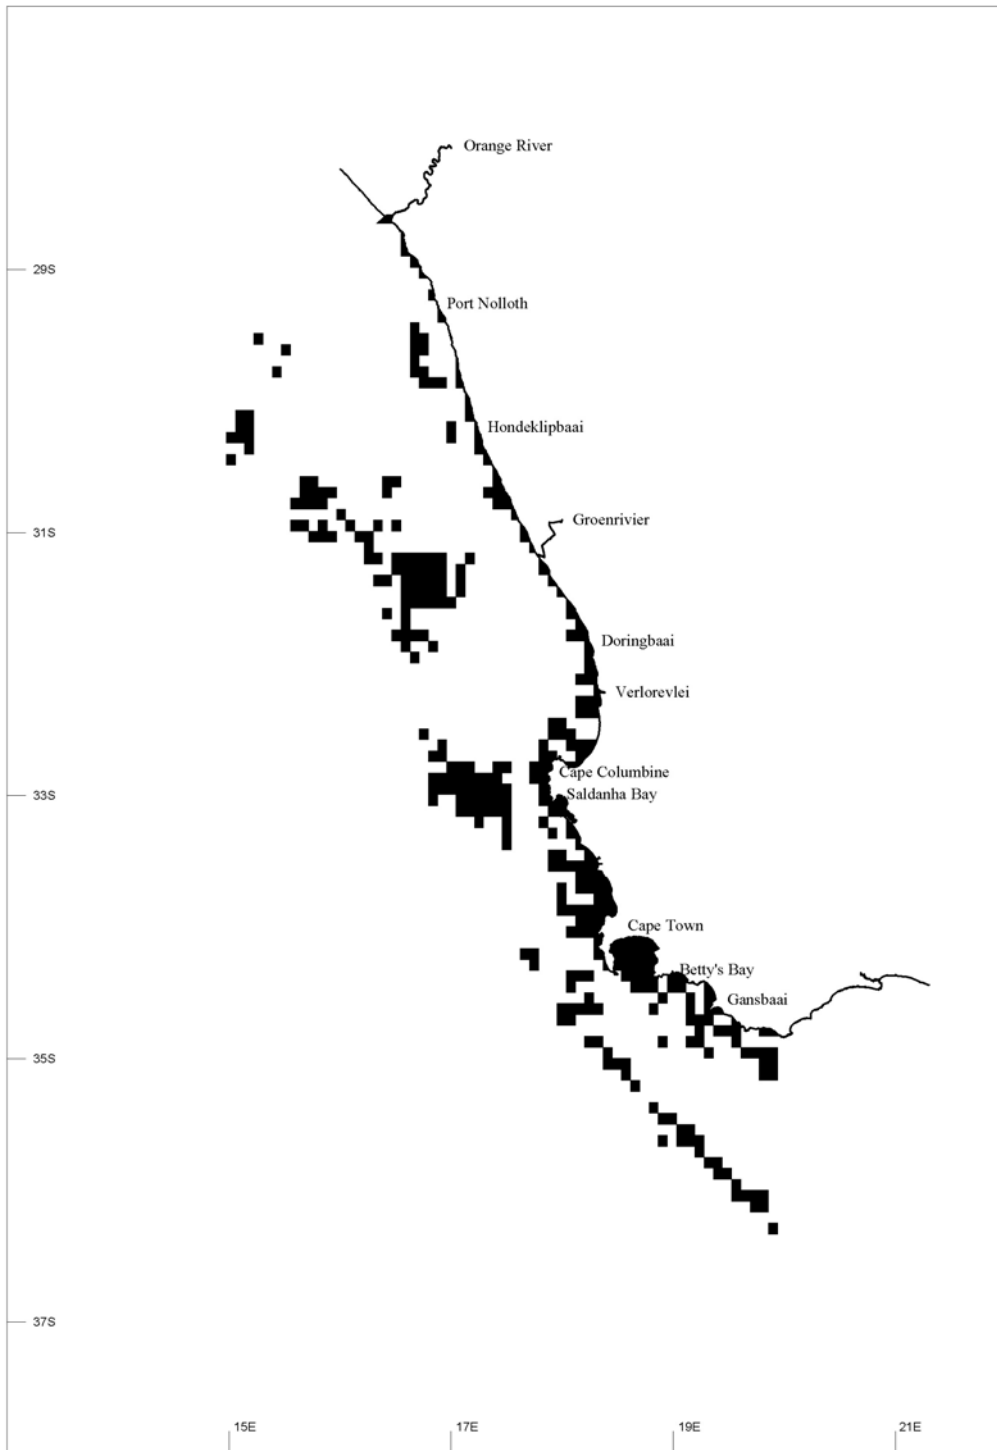 Orange River
29S
Port Nolloth
Hondeklipbaai
Groenrivier
31S
Doringbaai
Verlorevlei
Cape Columbine
33S
Saldanha Bay
Cape Town
Betty's Bay
Gansbaai
35S
37S
15E
17E
19E
21E